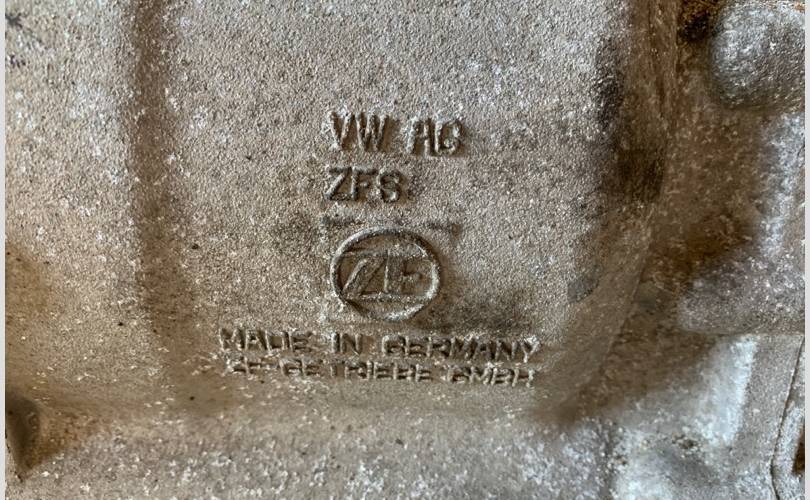 VW AG
ZFS
ZF
MADE IN GERMANY
ZF GETRIEBE GMBH